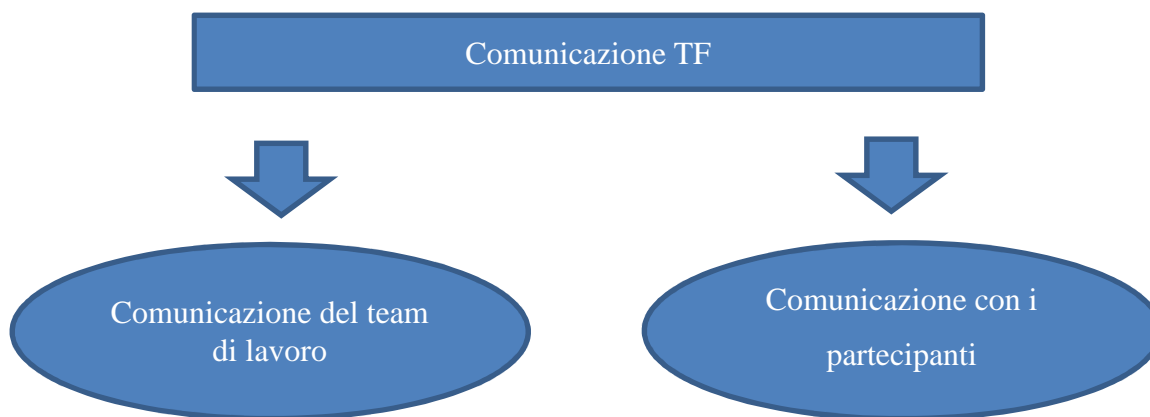 Comunicazione TF
Comunicazione del team
di lavoro
Comunicazione con i
partecipanti